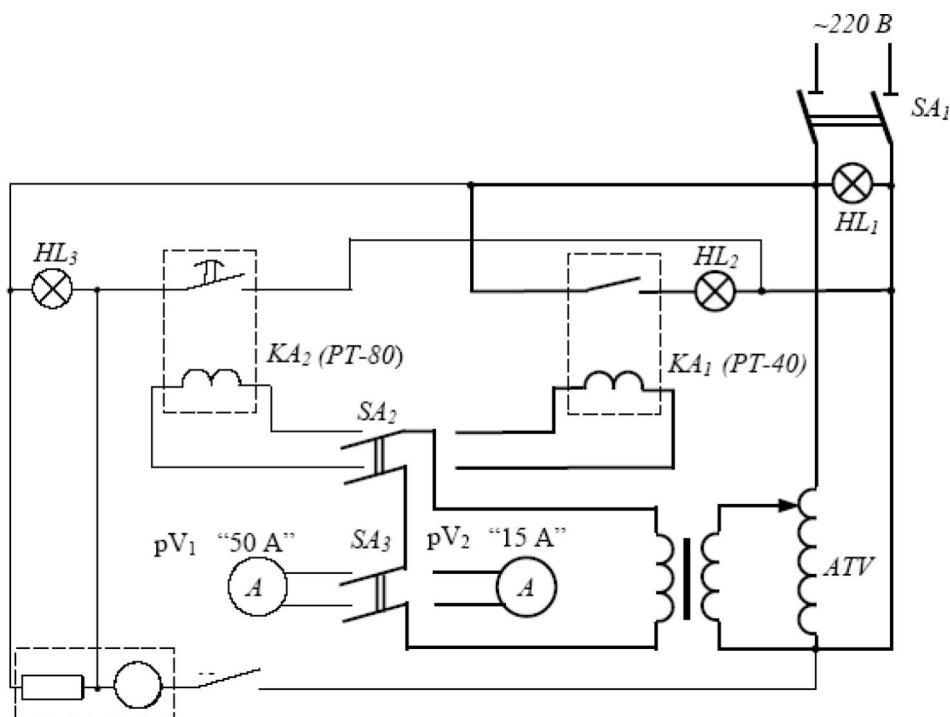 ~220 В
SA1
HL1
HL3
HL2
KA2 (РТ-80)
KA1 (РТ-40)
SA2
pV1 “50 А”
SA3
pV2 “15 А”
A
A
ATV